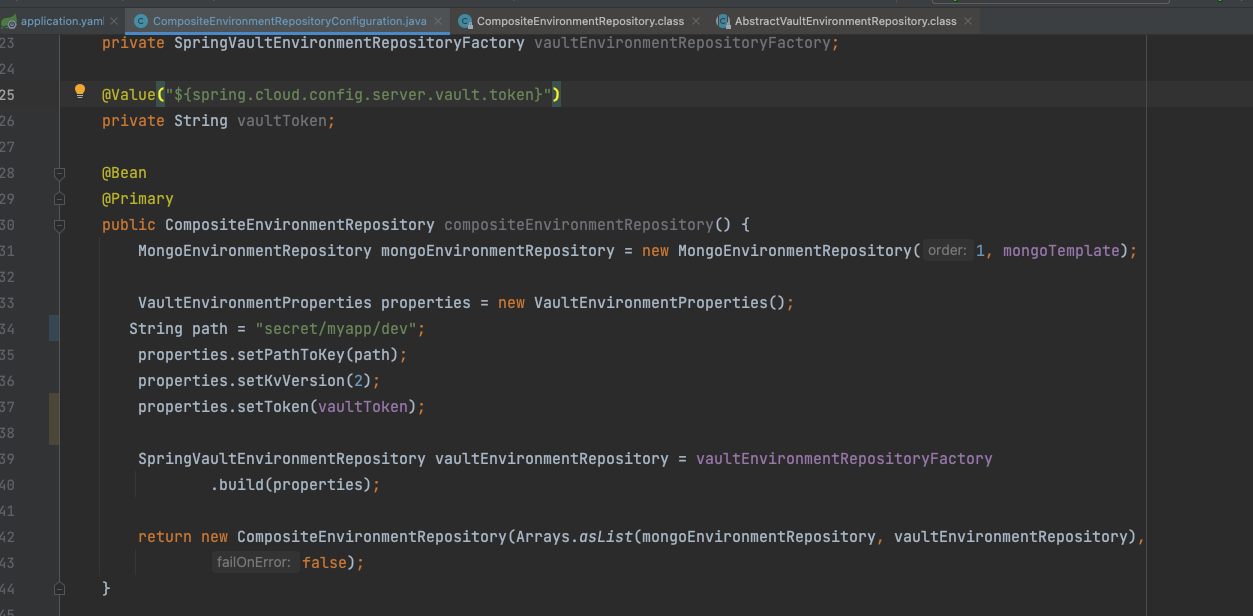 application.yaml CompositeEnvironmentRepositoryConfiguration.java CompositeEnvironmentRepository.class AbstractVaultEnvironmentRepository.class
23 private SpringVaultEnvironmentRepositoryFactory vaultEnvironmentRepositoryFactory;
24
25 @Value("${spring.cloud.config.server.vault.token}")
26 private String vaultToken;
27
28 @Bean
29 @Primary
30 public CompositeEnvironmentRepository compositeEnvironmentRepository() {
31 MongoEnvironmentRepository mongoEnvironmentRepository = new MongoEnvironmentRepository( order: 1, mongoTemplate);
32
33 VaultEnvironmentProperties properties = new VaultEnvironmentProperties();
34 String path = "secret/myapp/dev";
35 properties.setPathToKey(path);
36 properties.setKvVersion(2);
37 properties.setToken(vaultToken);
38
39 SpringVaultEnvironmentRepository vaultEnvironmentRepository = vaultEnvironmentRepositoryFactory
40 .build(properties);
41
42 return new CompositeEnvironmentRepository(Arrays.asList(mongoEnvironmentRepository, vaultEnvironmentRepository),
43 failOnError: false);
44 }
45